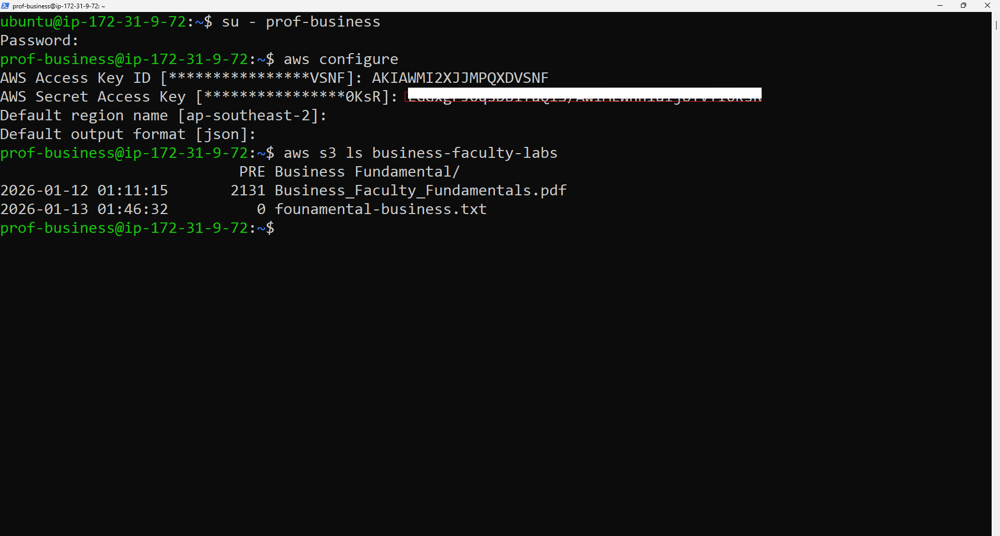 prof-business@ip-172-31-9-72: ~
ubuntu@ip-172-31-9-72:~$ su - prof-business
Password:
prof-business@ip-172-31-9-72:~$ aws configure
AWS Access Key ID [****************VSNF]: AKIAWMI2XJJMPQXDVSNF
AWS Secret Access Key [****************0KsR]:
Default region name [ap-southeast-2]:
Default output format [json]:
prof-business@ip-172-31-9-72:~$ aws s3 ls business-faculty-labs
PRE Business Fundamental/
2026-01-12 01:11:15 2131 Business_Faculty_Fundamentals.pdf
2026-01-13 01:46:32 0 founamental-business.txt
prof-business@ip-172-31-9-72:~$